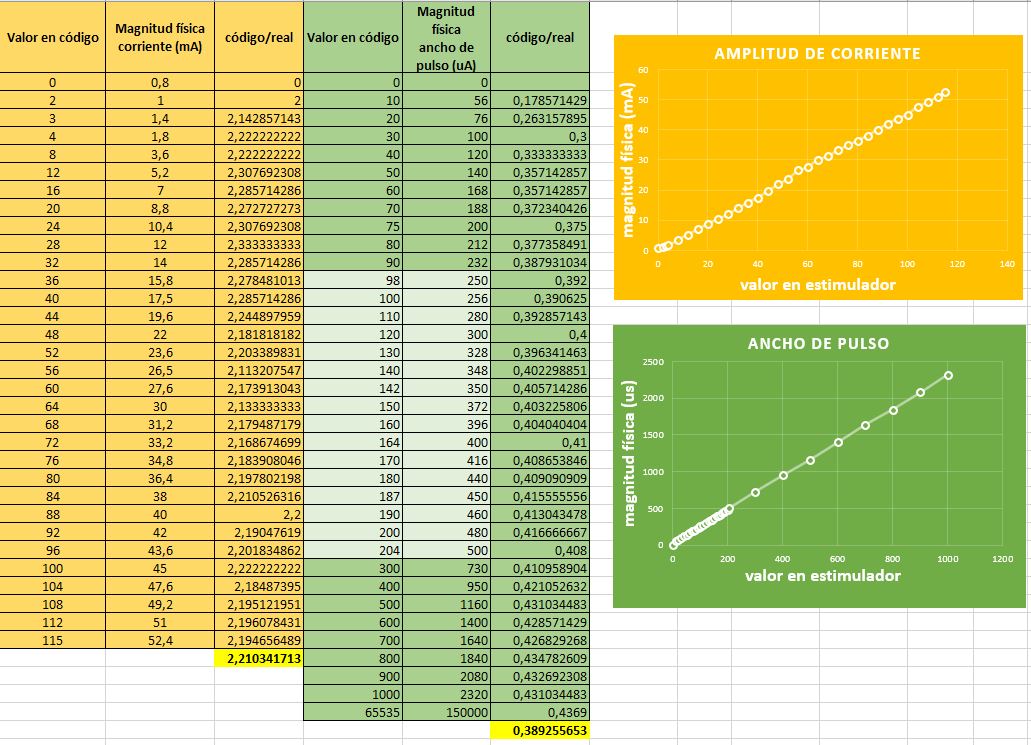 Valor en código Magnitud física corriente (mA) código/real Valor en código Magnitud física ancho de pulso (uA) código/real
0 0,8 0 0 0
2 1 2 10 56 0,178571429
3 1,4 2,142857143 20 76 0,263157895
4 1,8 2,222222222 30 100 0,3
8 3,6 2,222222222 40 120 0,333333333
12 5,2 2,307692308 50 140 0,357142857
16 7 2,285714286 60 168 0,357142857
20 8,8 2,272727273 70 188 0,372340426
24 10,4 2,307692308 75 200 0,375
28 12 2,333333333 80 212 0,377358491
32 14 2,285714286 90 232 0,387931034
36 15,8 2,278481013 98 250 0,392
40 17,5 2,285714286 100 256 0,390625
44 19,6 2,244897959 110 280 0,392857143
48 22 2,181818182 120 300 0,4
52 23,6 2,203389831 130 328 0,396341463
56 26,5 2,113207547 140 348 0,402298851
60 27,6 2,173913043 142 350 0,405714286
64 30 2,133333333 150 372 0,403225806
68 31,2 2,179487179 160 396 0,404040404
72 33,2 2,168674699 164 400 0,41
76 34,8 2,183908046 170 416 0,408653846
80 36,4 2,197802198 180 440 0,409090909
84 38 2,210526316 187 450 0,415555556
88 40 2,2 190 460 0,413043478
92 42 2,19047619 200 480 0,416666667
96 43,6 2,201834862 204 500 0,408
100 45 2,222222222 300 730 0,410958904
104 47,6 2,18487395 400 950 0,421052632
108 49,2 2,195121951 500 1160 0,431034483
112 51 2,196078431 600 1400 0,428571429
115 52,4 2,194656489 700 1640 0,426829268
2,210341713 800 1840 0,434782609
900 2080 0,432692308
1000 2320 0,431034483
65535 150000 0,4369
0,389255653
AMPLITUD DE CORRIENTE
magnitud física (mA)
60
50
40
30
20
10
0
0 20 40 60 80 100 120 140
valor en estimulador
ANCHO DE PULSO
magnitud física (us)
2500
2000
1500
1000
500
0
0 200 400 600 800 1000 1200
valor en estimulador